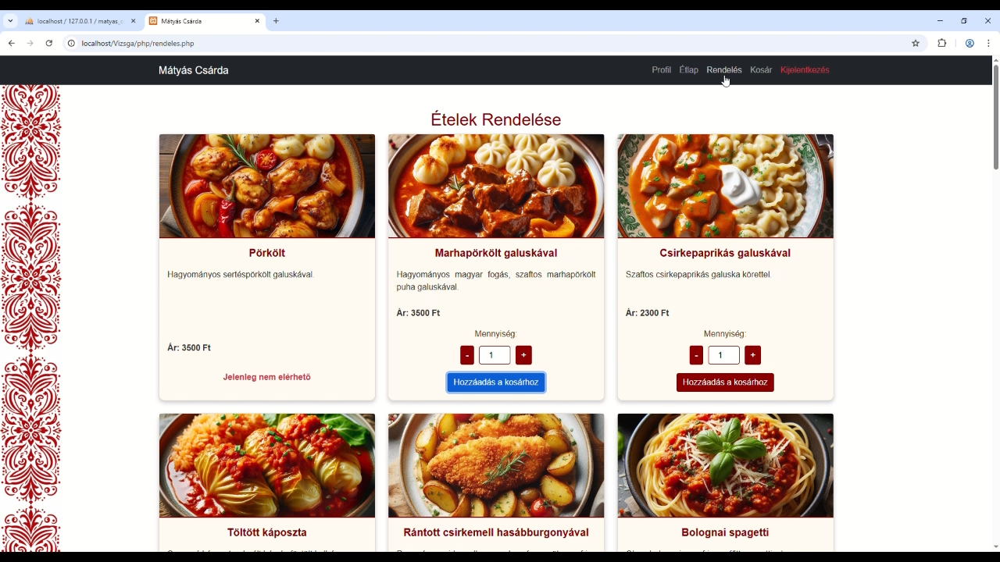 localhost / 127.0.0.1 / matyas_c
Mátyás Csárda
localhost/Vizsga/php/rendeles.php
Mátyás Csárda
Profil Étlap Rendelés Kosár Kijelentkezés
Ételek Rendelése
Pörkölt
Hagyományos sertéspörkölt galuskával.
Ár: 3500 Ft
Jelenleg nem elérhető
Marhapörkölt galuskával
Hagyományos magyar fogás, szaftos marhapörkölt
puha galuskával.
Ár: 3500 Ft
Mennyiség:
- 1 +
Hozzáadás a kosárhoz
Csirkepaprikás galuskával
Szaftos csirkepaprikás galuska körettel.
Ár: 2300 Ft
Mennyiség:
- 1 +
Hozzáadás a kosárhoz
Töltött káposzta
Rántott csirkemell hasábburgonyával
Bolognai spagetti